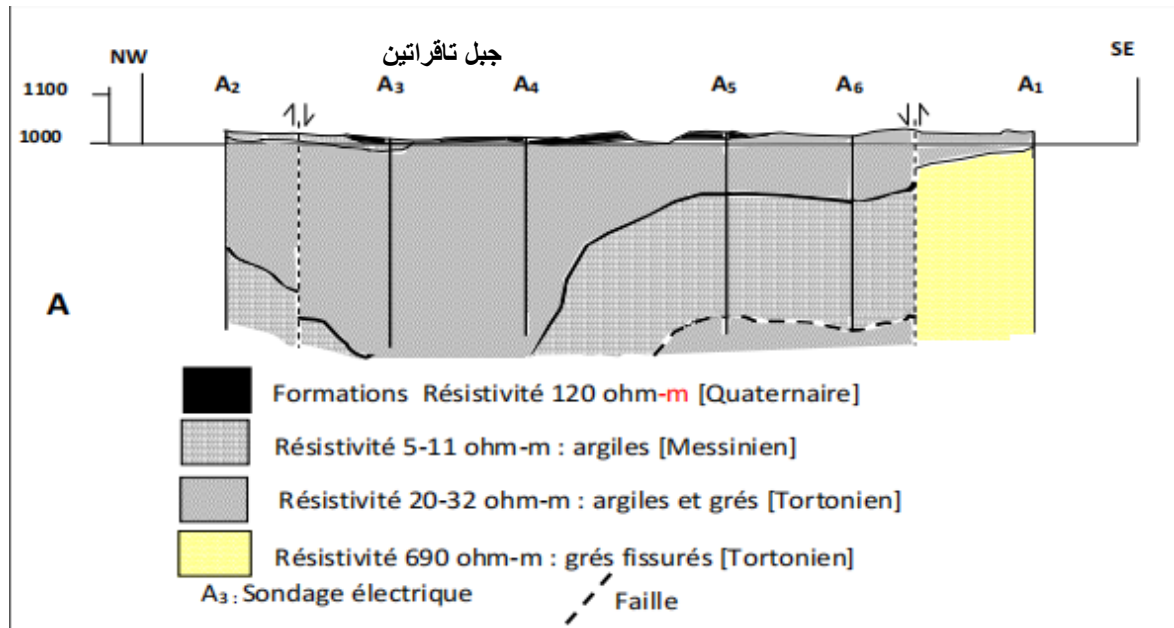 جبل تاقراتين
NW SE
A₂ A₃ A₄ A₅ A₆ A₁
1100
1000
A
Formations Résistivité 120 ohm-m [Quaternaire]
Résistivité 5-11 ohm-m : argiles [Messinien]
Résistivité 20-32 ohm-m : argiles et grés [Tortonien]
Résistivité 690 ohm-m : grés fissurés [Tortonien]
A₃ : Sondage électrique Faille